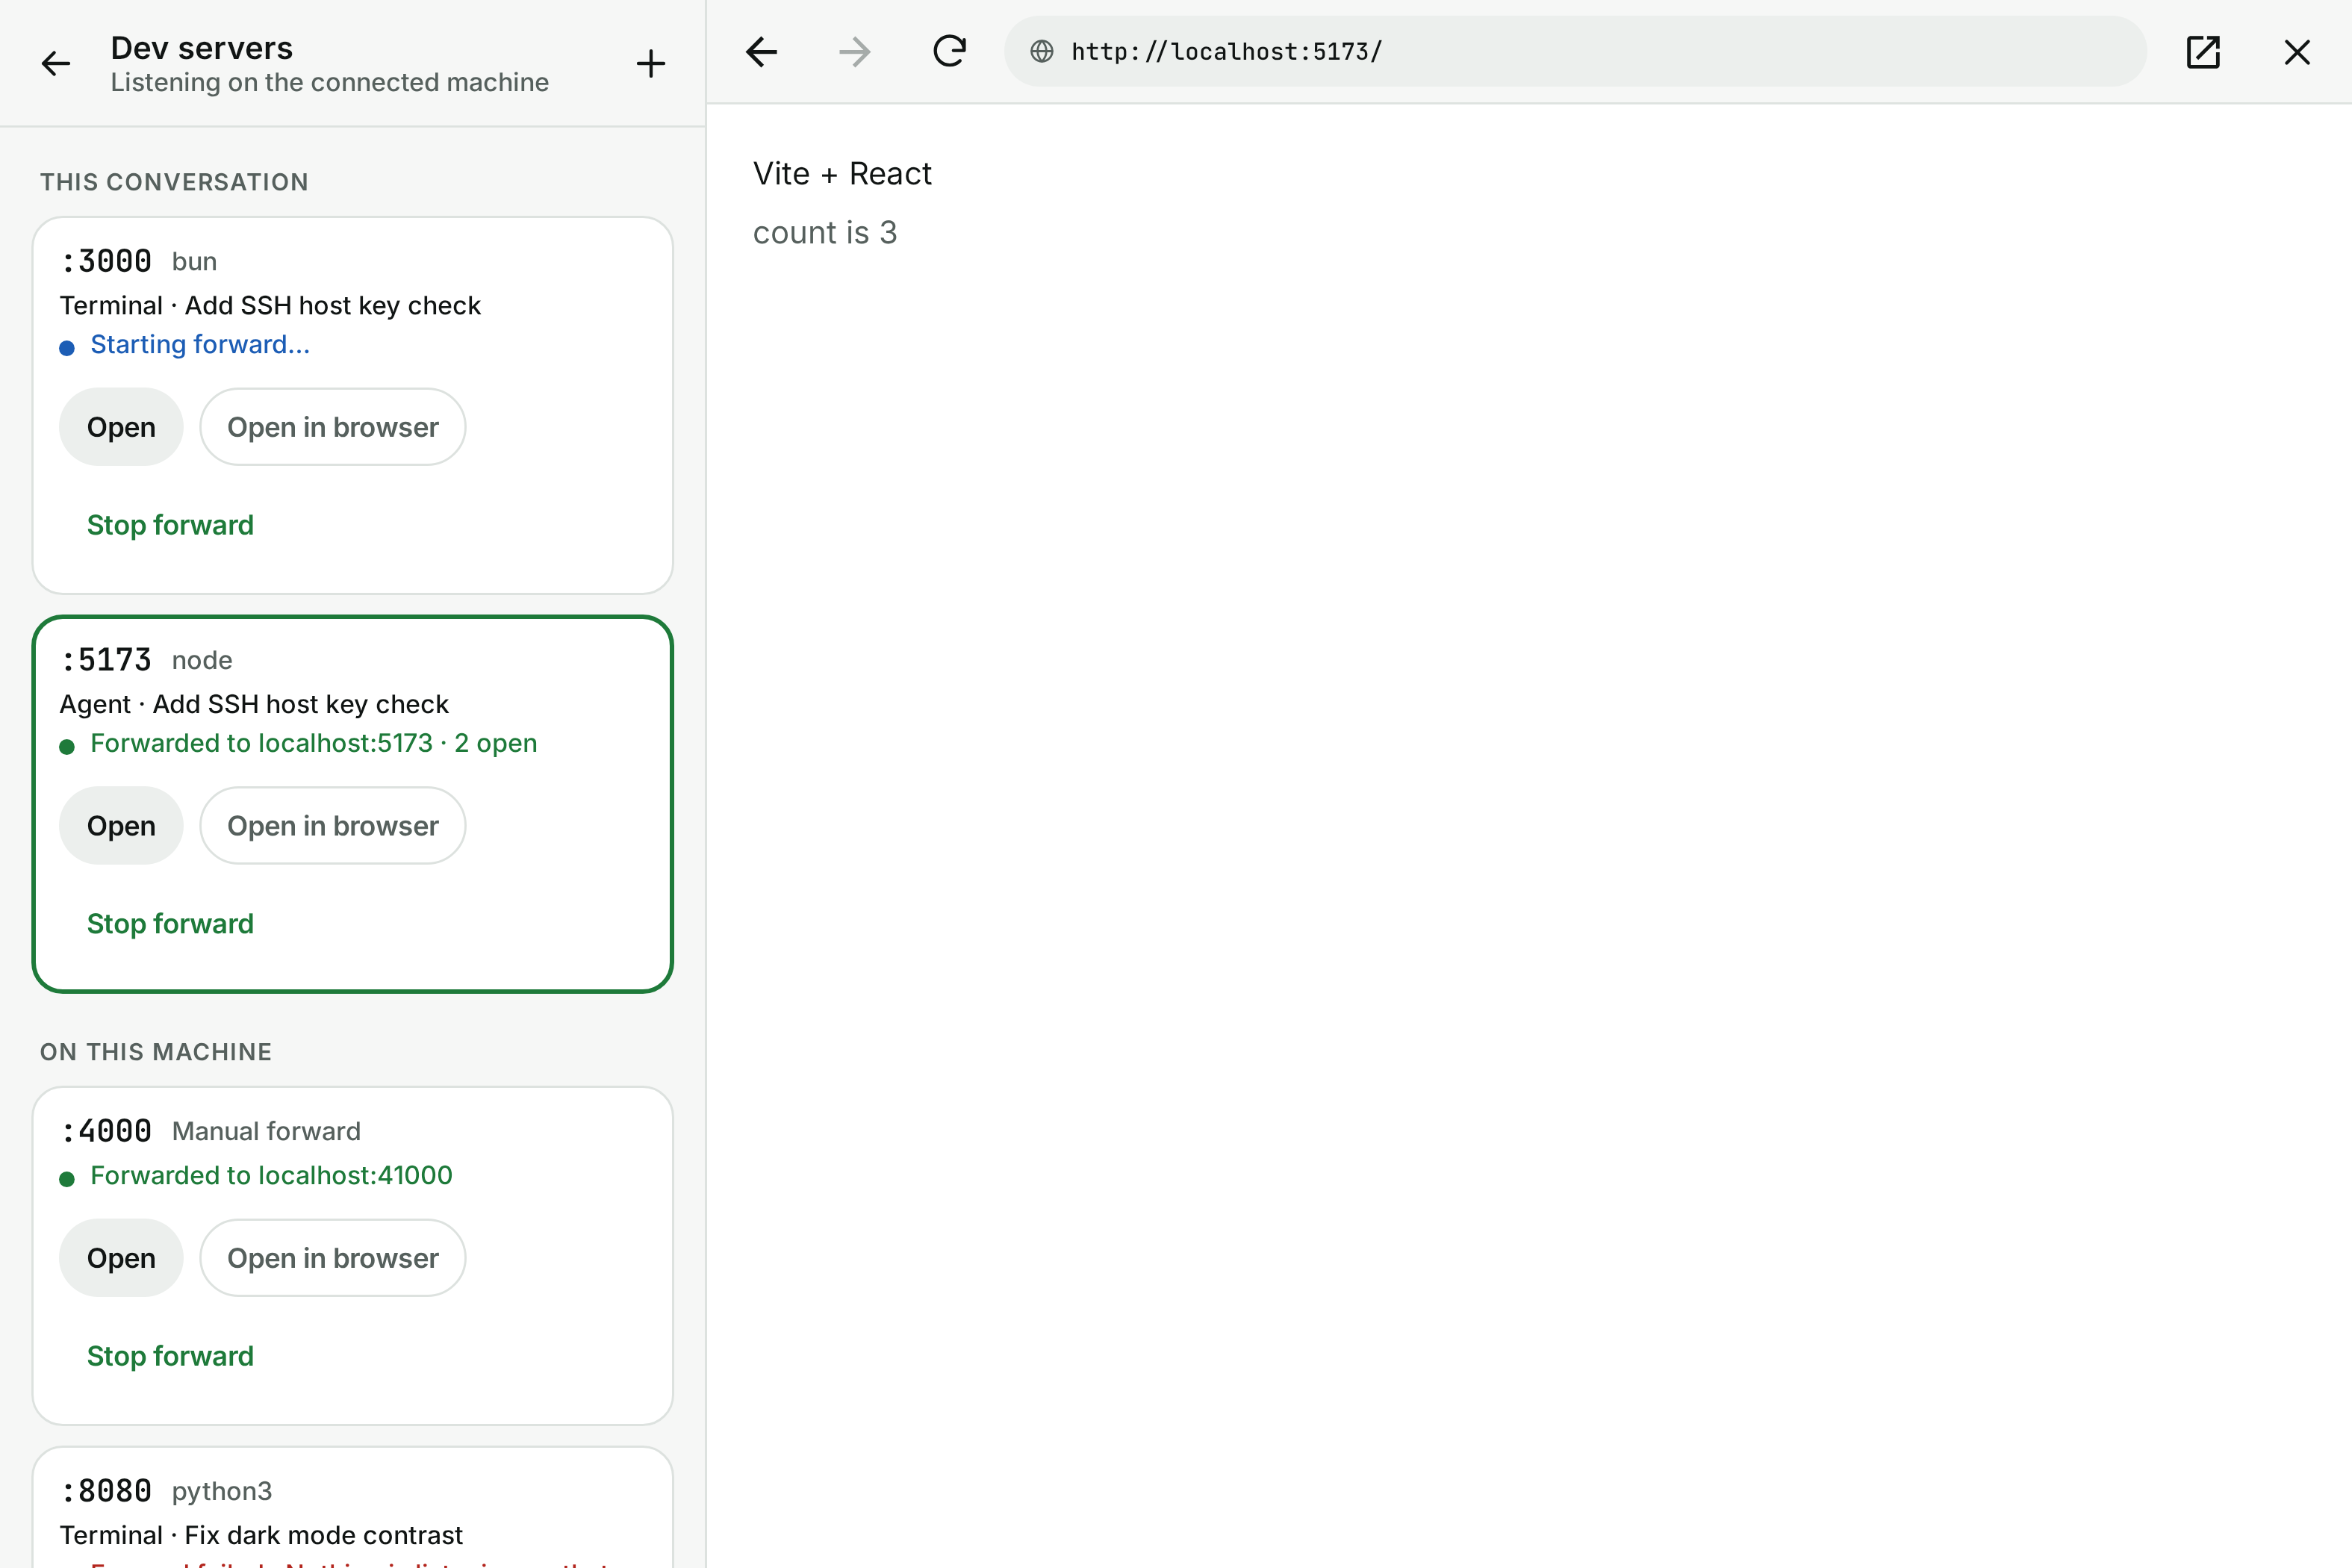 Dev servers
Listening on the connected machine
THIS CONVERSATION
:3000 bun
Terminal · Add SSH host key check
Starting forward...
Open
Open in browser
Stop forward
:5173 node
Agent · Add SSH host key check
Forwarded to localhost:5173 · 2 open
Open
Open in browser
Stop forward
ON THIS MACHINE
:4000 Manual forward
Forwarded to localhost:41000
Open
Open in browser
Stop forward
:8080 python3
Terminal · Fix dark mode contrast
http://localhost:5173/
Vite + React
count is 3